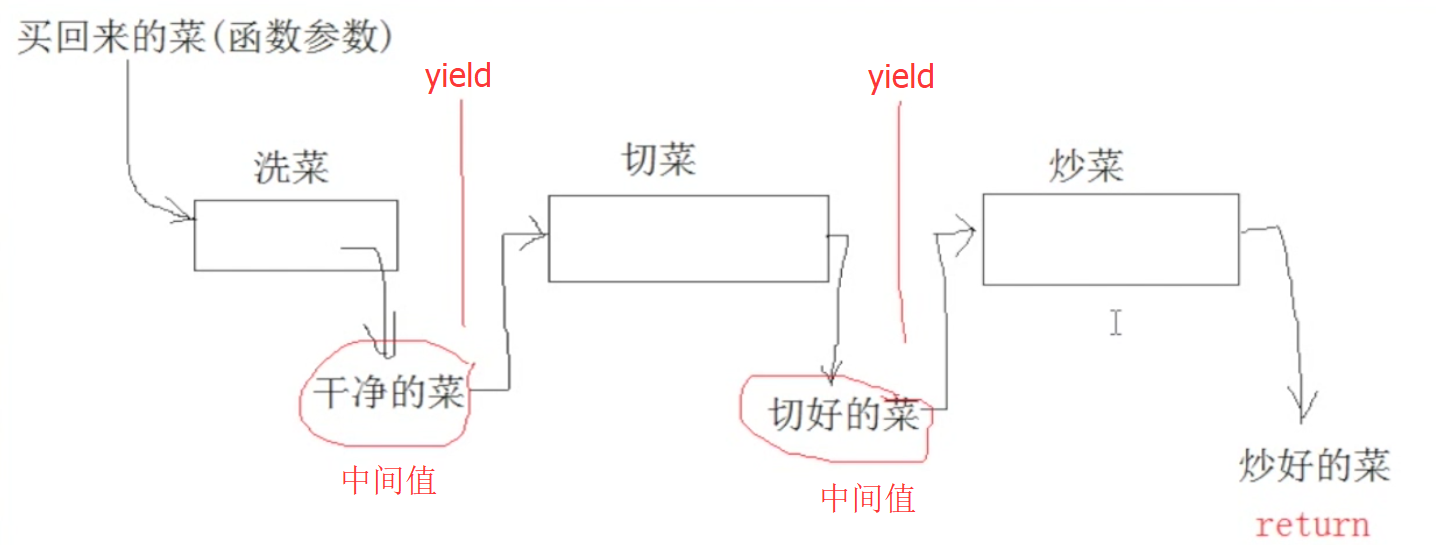 买回来的菜(函数参数)
yield
yield
洗菜
切菜
炒菜
干净的菜
切好的菜
中间值
中间值
炒好的菜
return